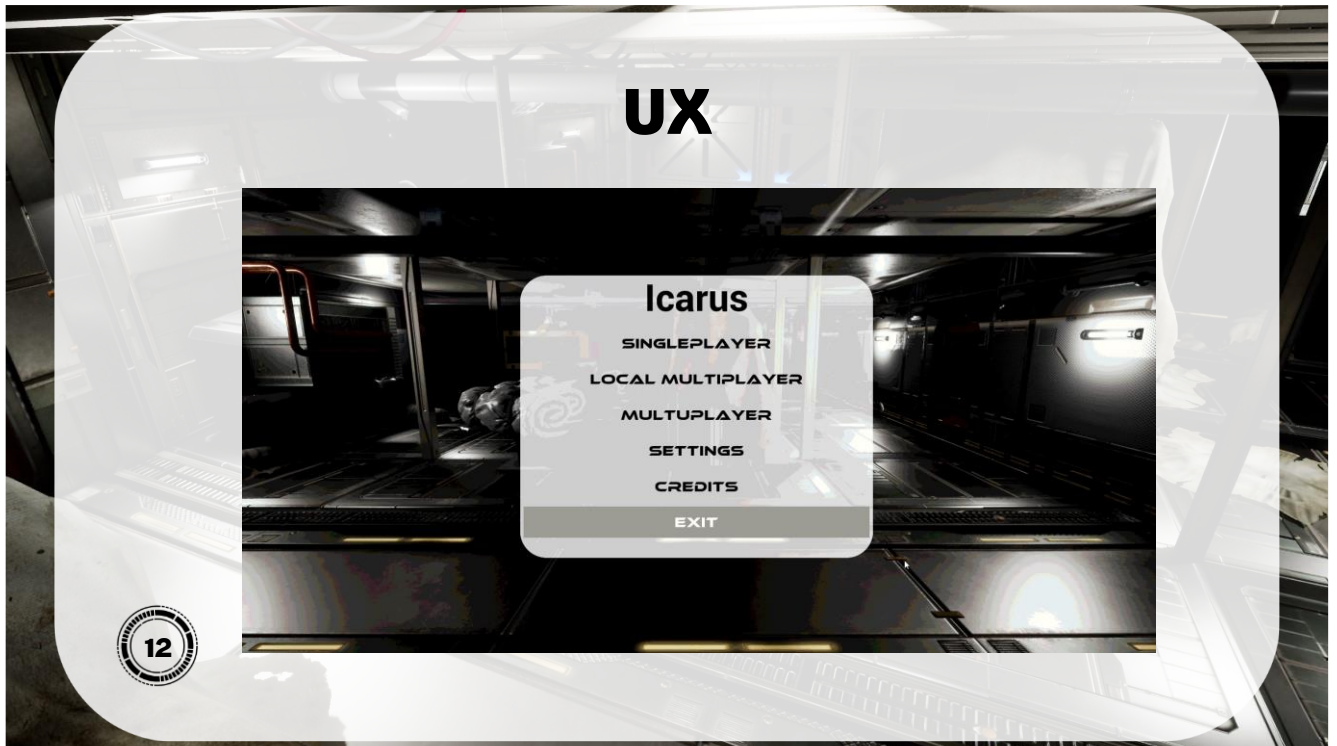 UX
Icarus
SINGLEPLAYER
LOCAL MULTIPLAYER
MULTUPLAYER
SETTINGS
CREDITS
EXIT
12